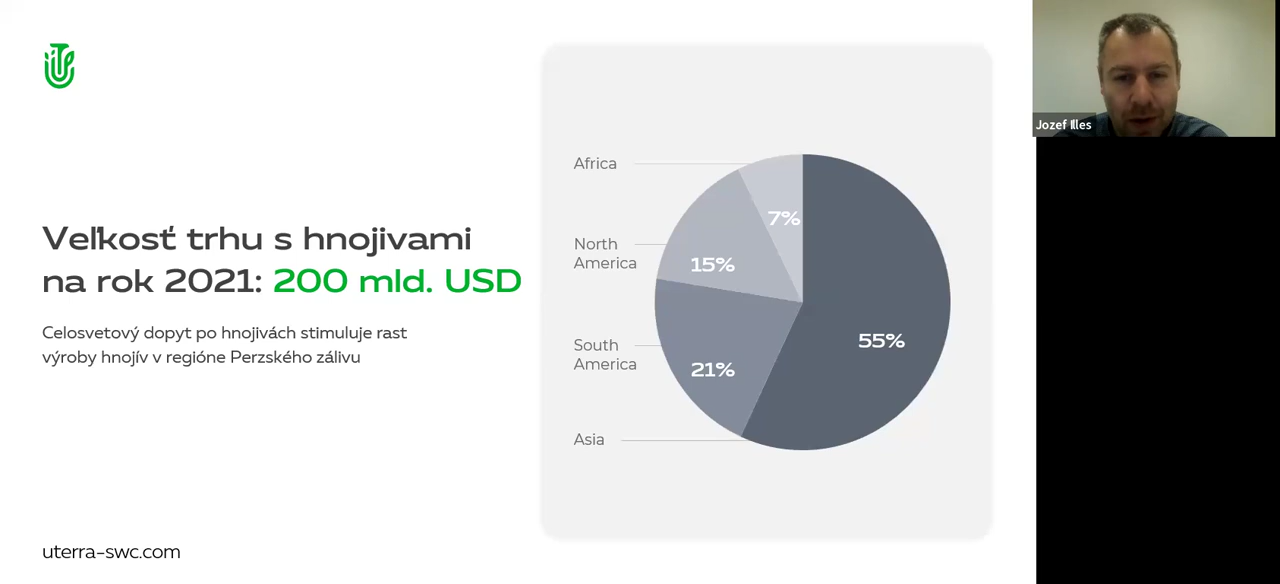 Veľkosť trhu s hnojivami
na rok 2021: 200 mld. USD
Celosvetový dopyt po hnojivách stimuluje rast
výroby hnojív v regióne Perzského zálivu
uterra-swc.com
Africa
North
America
South
America
Asia
7%
15%
21%
55%
Jozef Illes